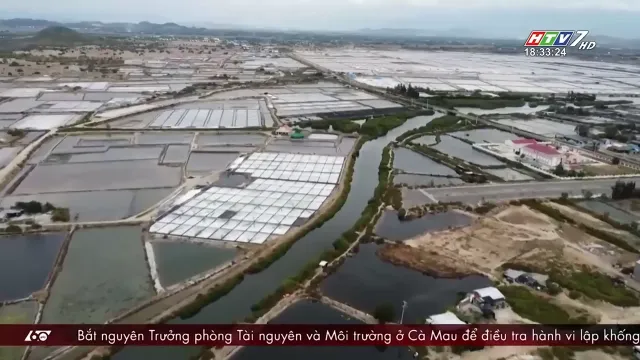 HTV7 HD
18:33:24
60 Bắt nguyên Trưởng phòng Tài nguyên và Môi trường ở Cà Mau để điều tra hành vi lập khống